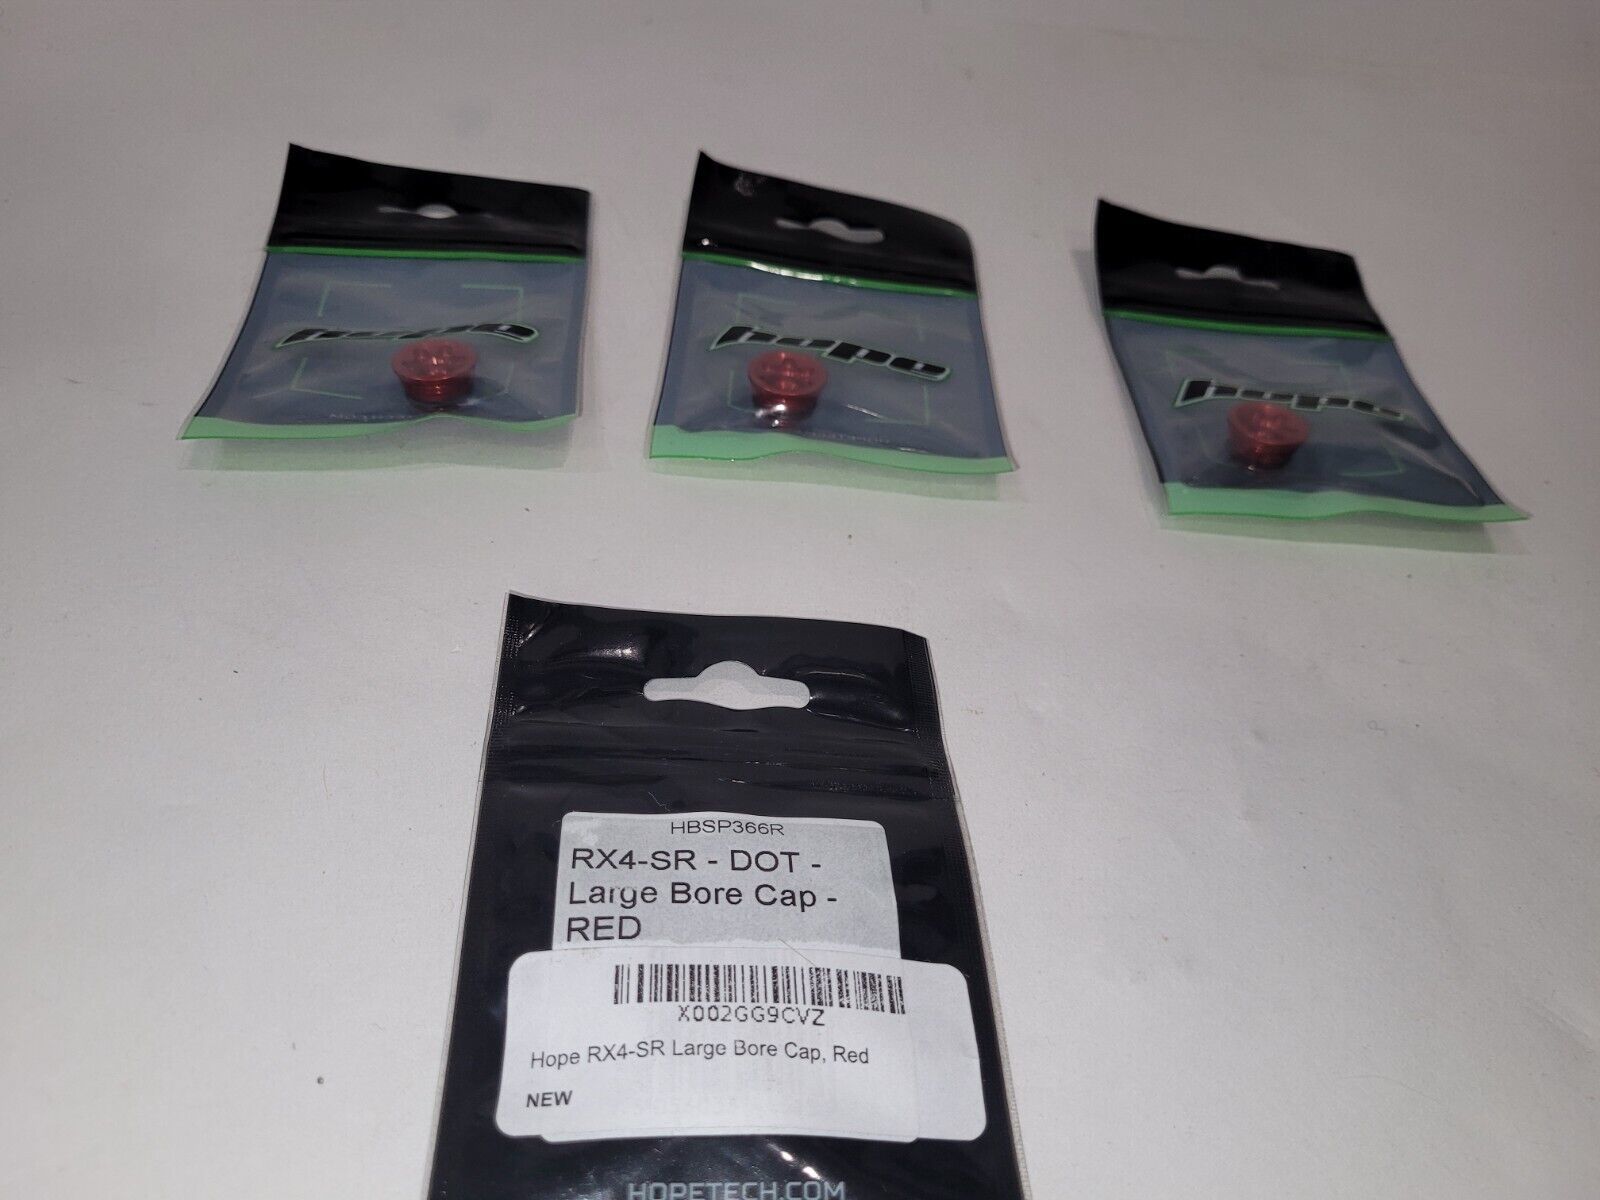 hope
hope
hope
HBSP366R
RX4-SR - DOT -
Large Bore Cap -
RED
X002GG9CVZ
Hope RX4-SR Large Bore Cap, Red
NEW
HOPETECH.COM